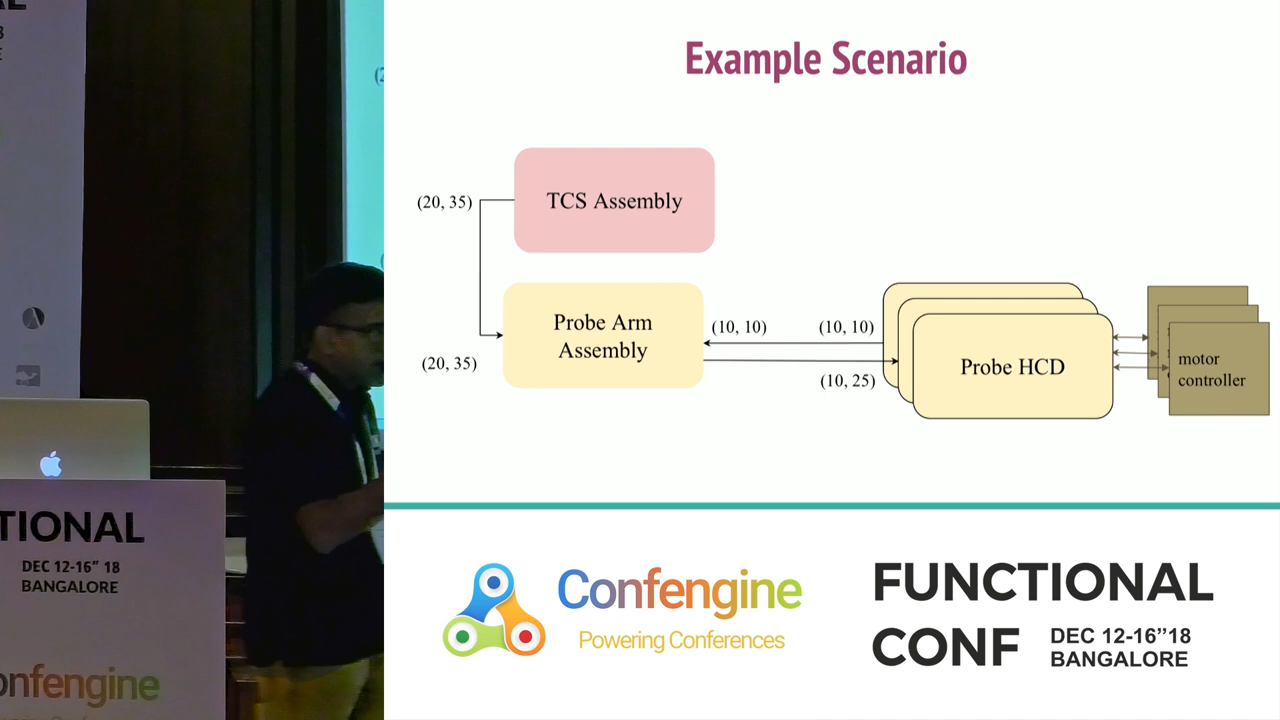 TIONAL
DEC 12-16” 18
BANGALORE
onfengine
Example Scenario
TCS Assembly
(20, 35)
Probe Arm
Assembly
(20, 35)
(10, 10)
(10, 10)
(10, 25)
Probe HCD
motor
controller
Confengine
Powering Conferences
FUNCTIONAL
CONF
DEC 12-16”18
BANGALORE